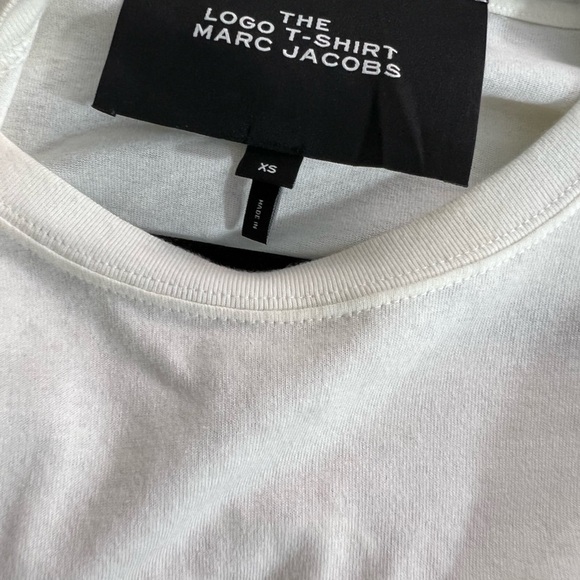 THE
LOGO T-SHIRT
MARC JACOBS
XS
MADE IN